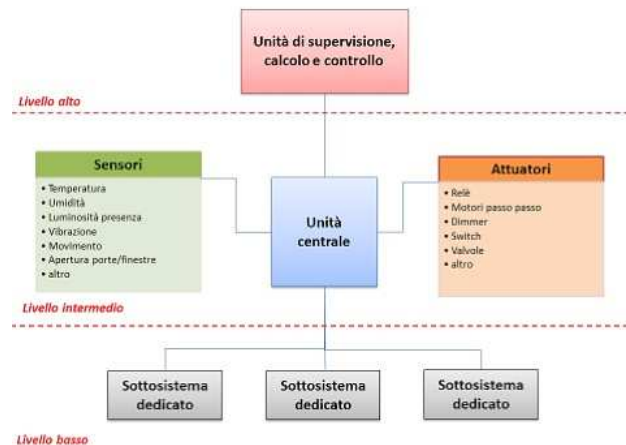 Unità di supervisione,
calcolo e controllo
Livello alto
Sensori
• Temperatura
• Umidità
• Luminosità presenza
• Vibrazione
• Movimento
• Apertura porte/finestre
• altro
Unità
centrale
Attuatori
• Relè
• Motori passo passo
• Dimmer
• Switch
• Valvole
• altro
Livello intermedio
Sottosistema
dedicato
Sottosistema
dedicato
Sottosistema
dedicato
Livello basso